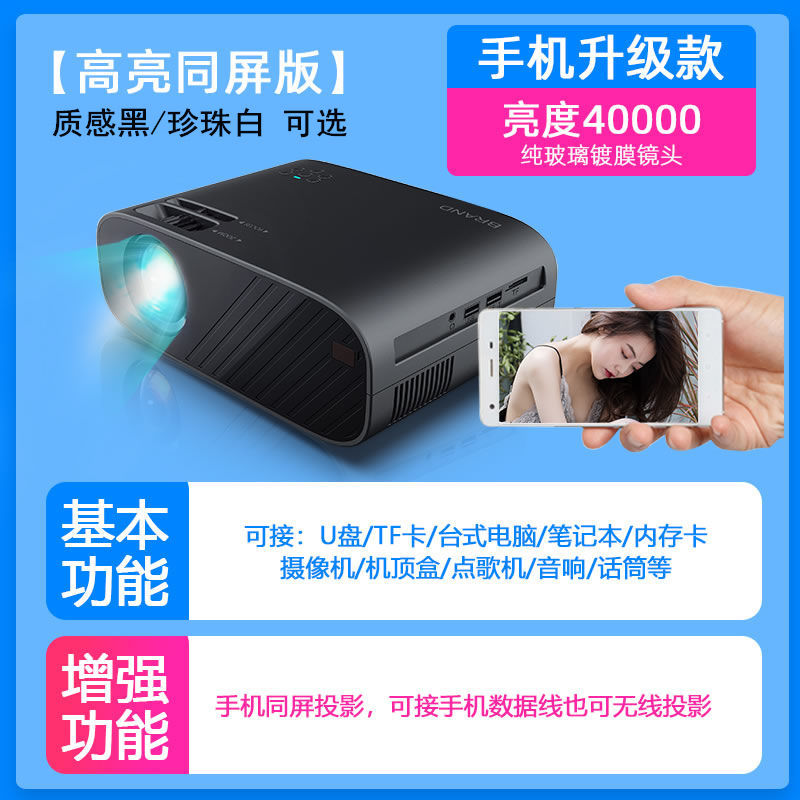 【高亮同屏版】
质感黑/珍珠白 可选
手机升级款
亮度40000
纯玻璃镀膜镜头
BRAND
TF
基本
功能
可接：U盘/TF卡/台式电脑/笔记本/内存卡
摄像机/机顶盒/点歌机/音响/话筒等
增强
功能
手机同屏投影，可接手机数据线也可无线投影